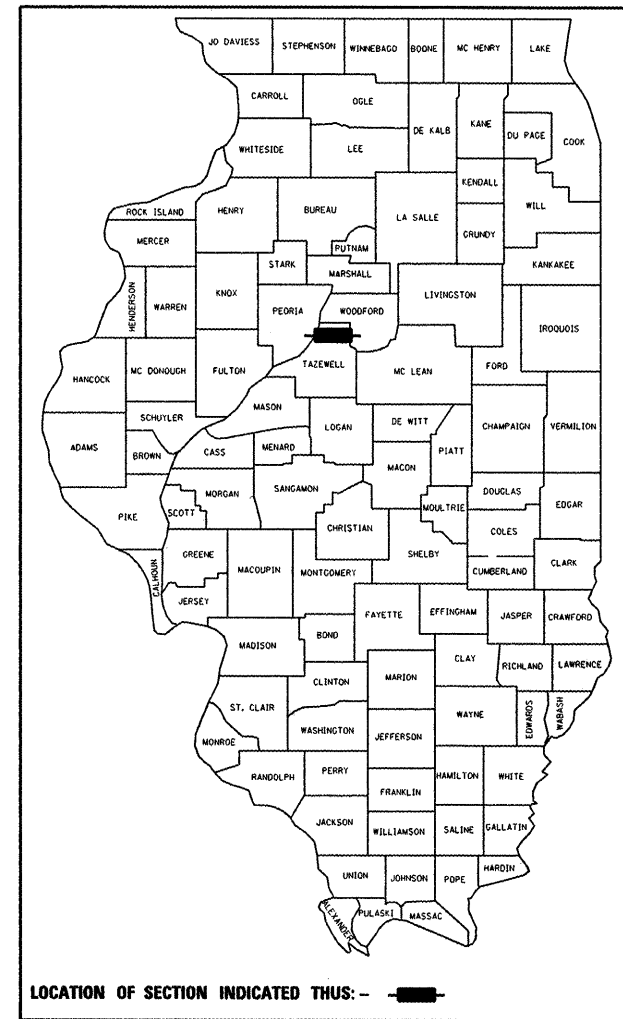 JO DAVIESS STEPHENSON WINNEBAGO BOONE MC HENRY LAKE
CARROLL OGLE DE KALB KANE DU PAGE COOK
WHITESIDE LEE KENDALL
ROCK ISLAND HENRY BUREAU LA SALLE GRUNDY WILL
MERCER PUTNAM
STARK MARSHALL KANKAKEE
HENDERSON WARREN KNOX PEORIA WOODFORD LIVINGSTON IROQUOIS
HANCOCK MC DONOUGH FULTON TAZEWELL MC LEAN FORD
SCHUYLER MASON LOGAN DE WITT CHAMPAIGN VERMILION
ADAMS BROWN CASS MENARD MACON PIATT
PIKE SCOTT MORGAN SANGAMON MOULTRIE DOUGLAS EDGAR
CHRISTIAN COLES
CALHOUN GREENE MACOUPIN MONTGOMERY SHELBY CUMBERLAND CLARK
JERSEY FAYETTE EFFINGHAM JASPER CRAWFORD
MADISON BOND CLAY RICHLAND LAWRENCE
CLINTON MARION
ST. CLAIR WASHINGTON WAYNE EDWARDS WABASH
MONROE JEFFERSON
RANDOLPH PERRY HAMILTON WHITE
FRANKLIN
JACKSON WILLIAMSON SALINE GALLATIN
UNION JOHNSON POPE HARDIN
ALEXANDER PULASKI MASSAC
LOCATION OF SECTION INDICATED THUS: -